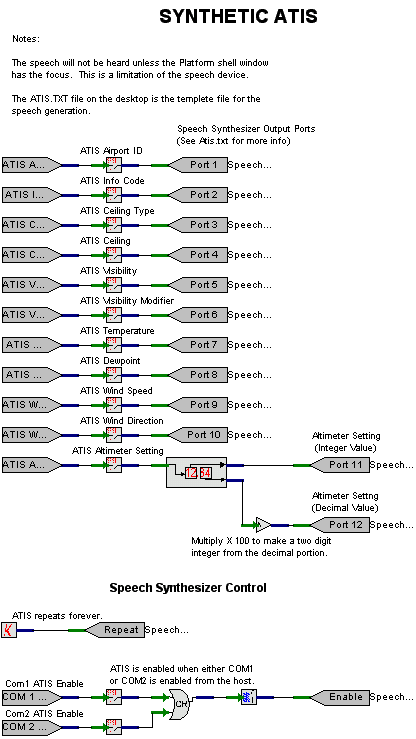 SYNTHETIC ATIS
Notes:
The speech will not be heard unless the Platform shell window
has the focus. This is a limitation of the speech device.
The ATIS.TXT file on the desktop is the templete file for the
speech generation.
Speech Synthesizer Output Ports
(See Atis.txt for more info)
ATIS Airport ID
ATIS A... Port 1 Speech...
ATIS Info Code
ATIS I... Port 2 Speech...
ATIS Ceiling Type
ATIS C... Port 3 Speech...
ATIS Ceiling
ATIS C... Port 4 Speech...
ATIS Visibility
ATIS V... Port 5 Speech...
ATIS Visibility Modifier
ATIS V... Port 6 Speech...
ATIS Temperature
ATIS ... Port 7 Speech...
ATIS Dewpoint
ATIS ... Port 8 Speech...
ATIS Wind Speed
ATIS W... Port 9 Speech...
ATIS Wind Direction
ATIS W... Port 10 Speech...
ATIS Altimeter Setting
Altimeter Setting
(Integer Value)
ATIS A... 12 34 Port 11 Speech...
Altimeter Settng
(Decimal Value)
Port 12 Speech...
Multiply X 100 to make a two digit
integer from the decimal portion.
Speech Synthesizer Control
ATIS repeats forever.
K Repeat Speech...
ATIS is enabled when either COM1
or COM2 is enabled from the host.
Com1 ATIS Enable
COM 1 ... OR Enable Speech...
Com2 ATIS Enable
COM 2 ...